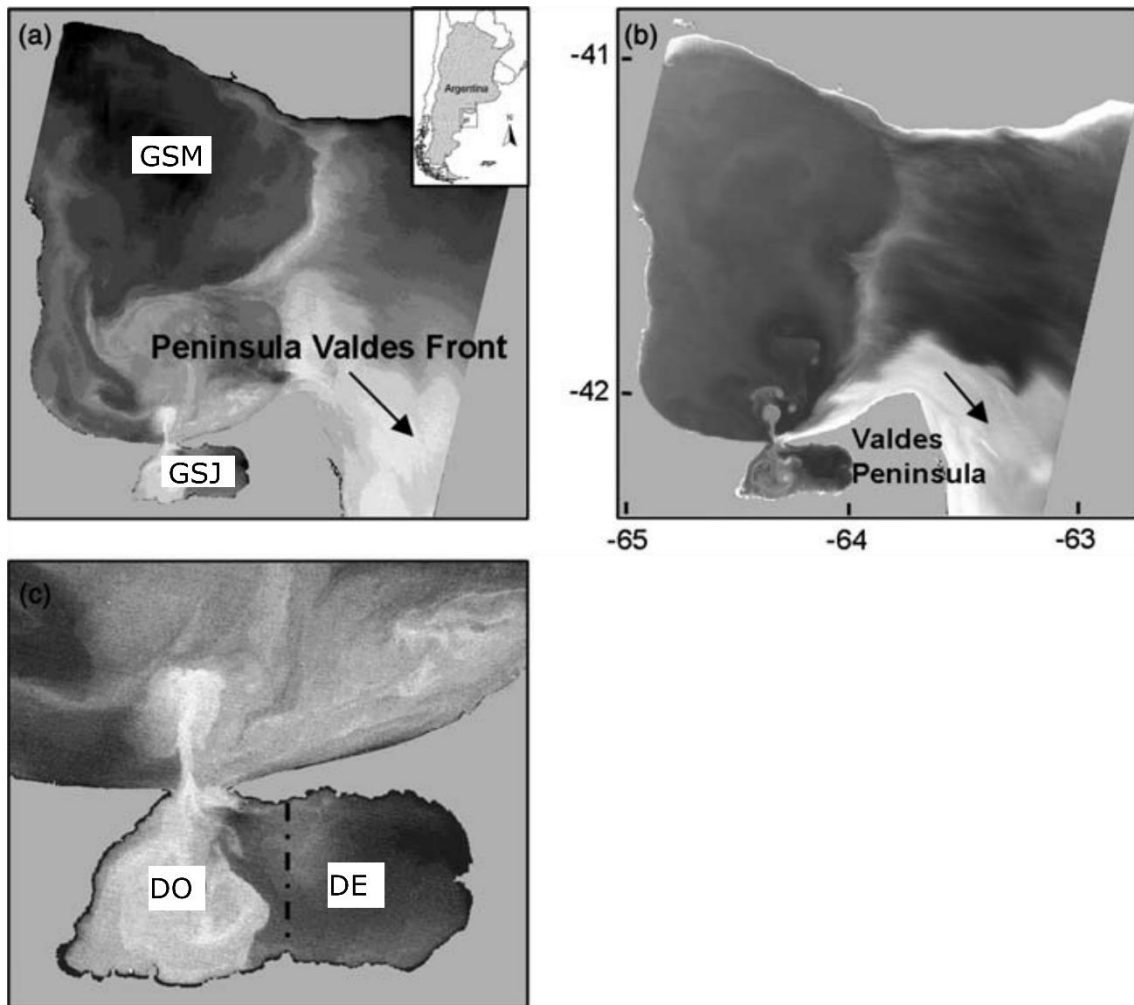 (a)
Argentina
N
GSM
Peninsula Valdes Front
GSJ
(b)
-41
-42
Valdes
Peninsula
-65
-64
-63
(c)
DO
DE